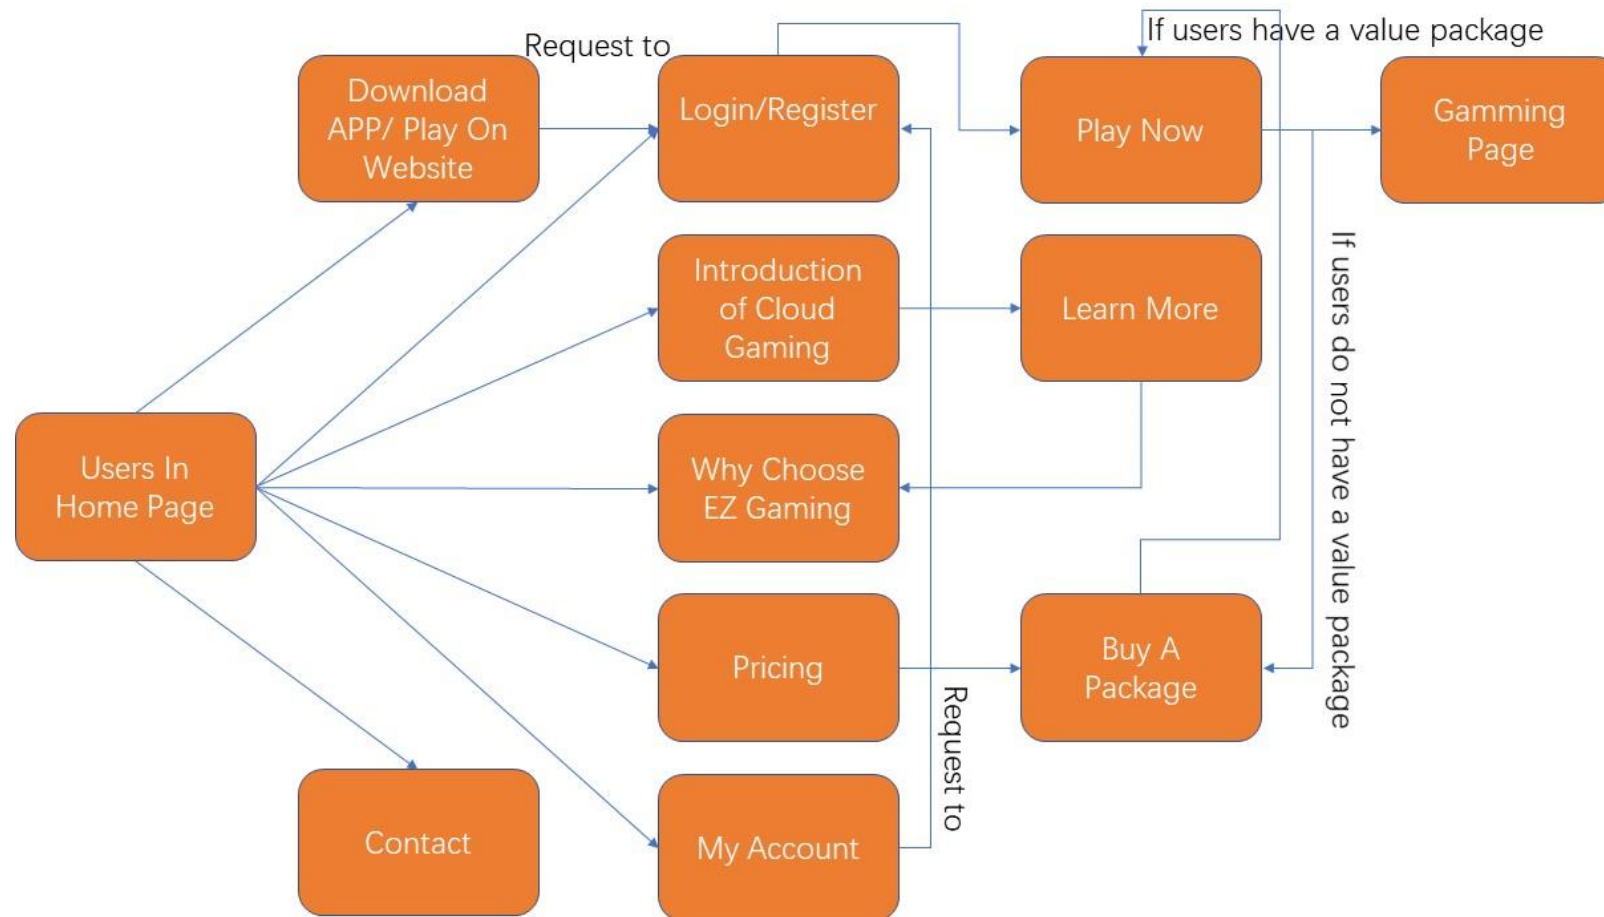 Request to
If users have a value package
Download
APP/ Play On
Website
Login/Register
Play Now
Gamming
Page
Introduction
of Cloud
Gaming
Learn More
If users do not have a value package
Users In
Home Page
Why Choose
EZ Gaming
Pricing
Buy A
Package
Request to
Contact
My Account